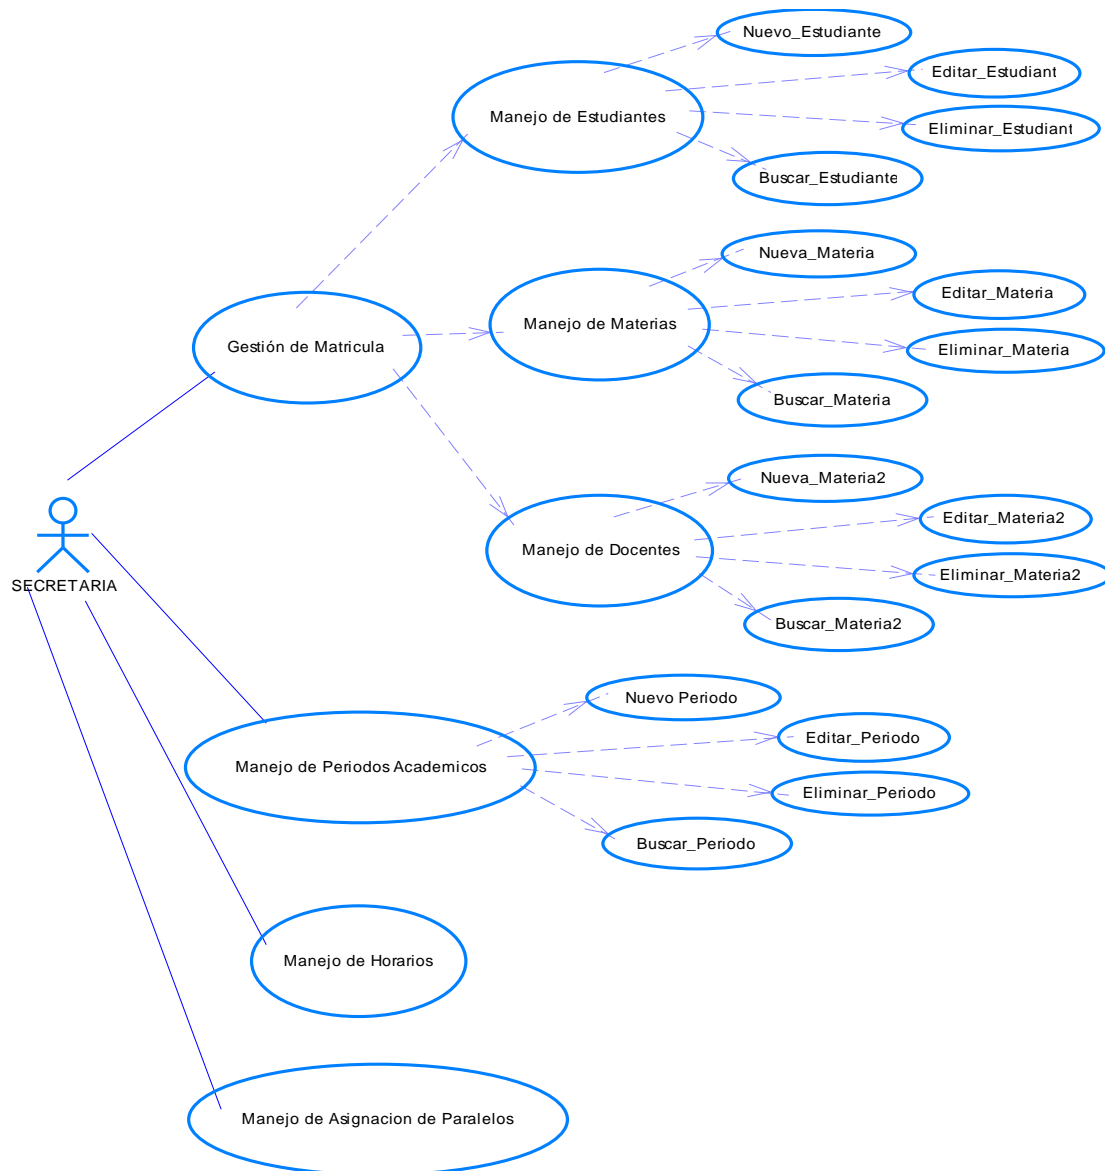 Nuevo_Estudiante
Editar_Estudiant
Manejo de Estudiantes
Eliminar_Estudiant
Buscar_Estudiante
Nueva_Materia
Editar_Materia
Manejo de Materias
Gestión de Matricula
Eliminar_Materia
Buscar_Materia
Nueva_Materia2
Editar_Materia2
Manejo de Docentes
Eliminar_Materia2
SECRETARIA
Buscar_Materia2
Nuevo Periodo
Editar_Periodo
Manejo de Periodos Academicos
Eliminar_Periodo
Buscar_Periodo
Manejo de Horarios
Manejo de Asignacion de Paralelos